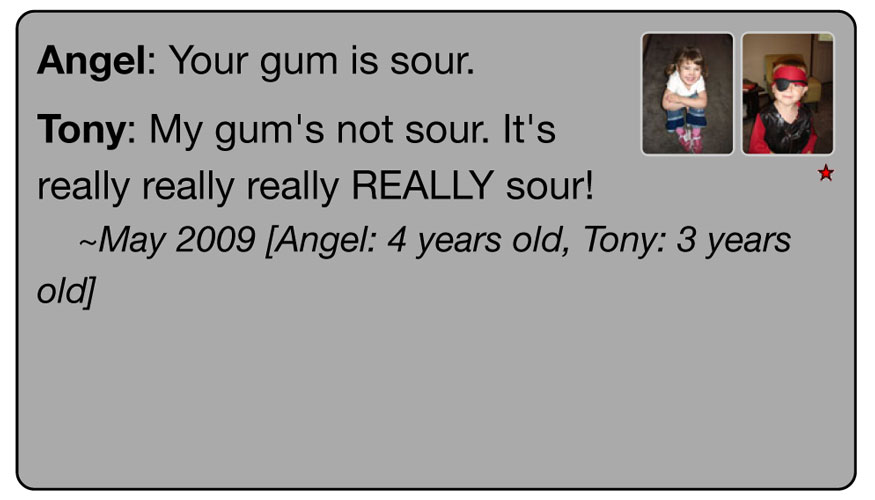 Angel: Your gum is sour.
Tony: My gum's not sour. It's
really really really REALLY sour!
~May 2009 [Angel: 4 years old, Tony: 3 years
old]